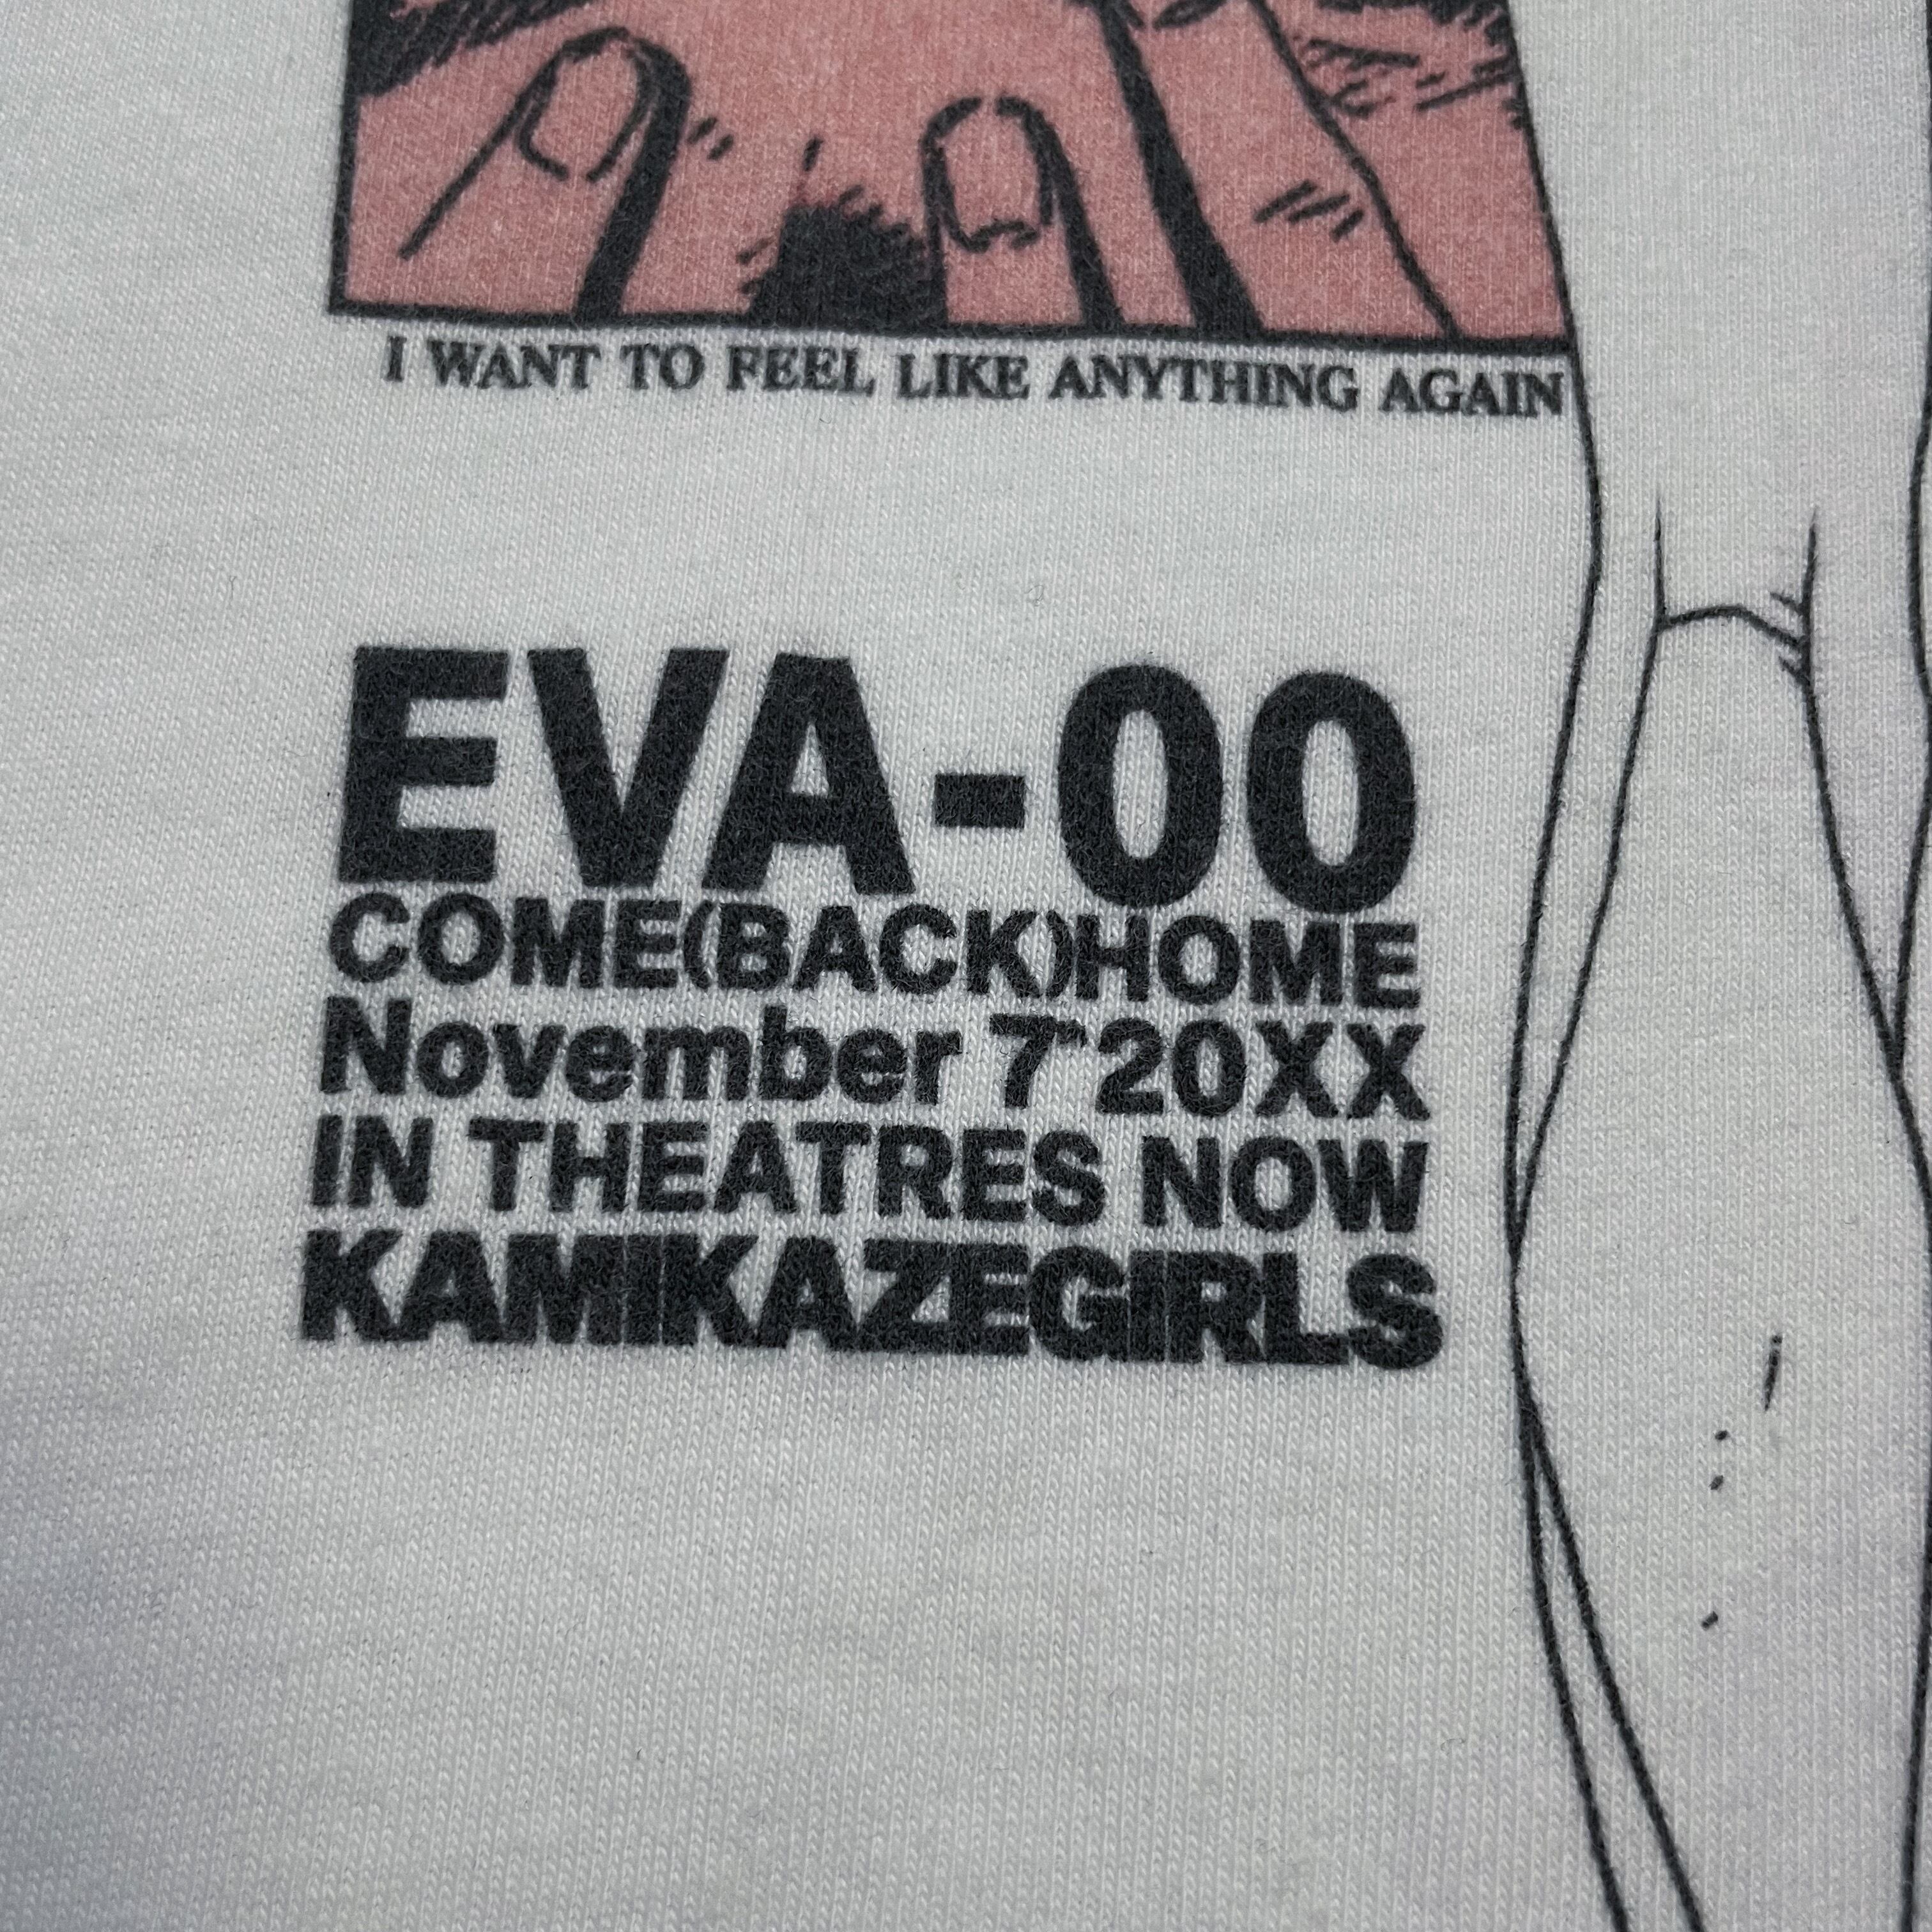 I WANT TO FEEL LIKE ANYTHING AGAIN
EVA-00
COME(BACK)HOME
November 7'20XX
IN THEATRES NOW
KAMIKAZEGIRLS